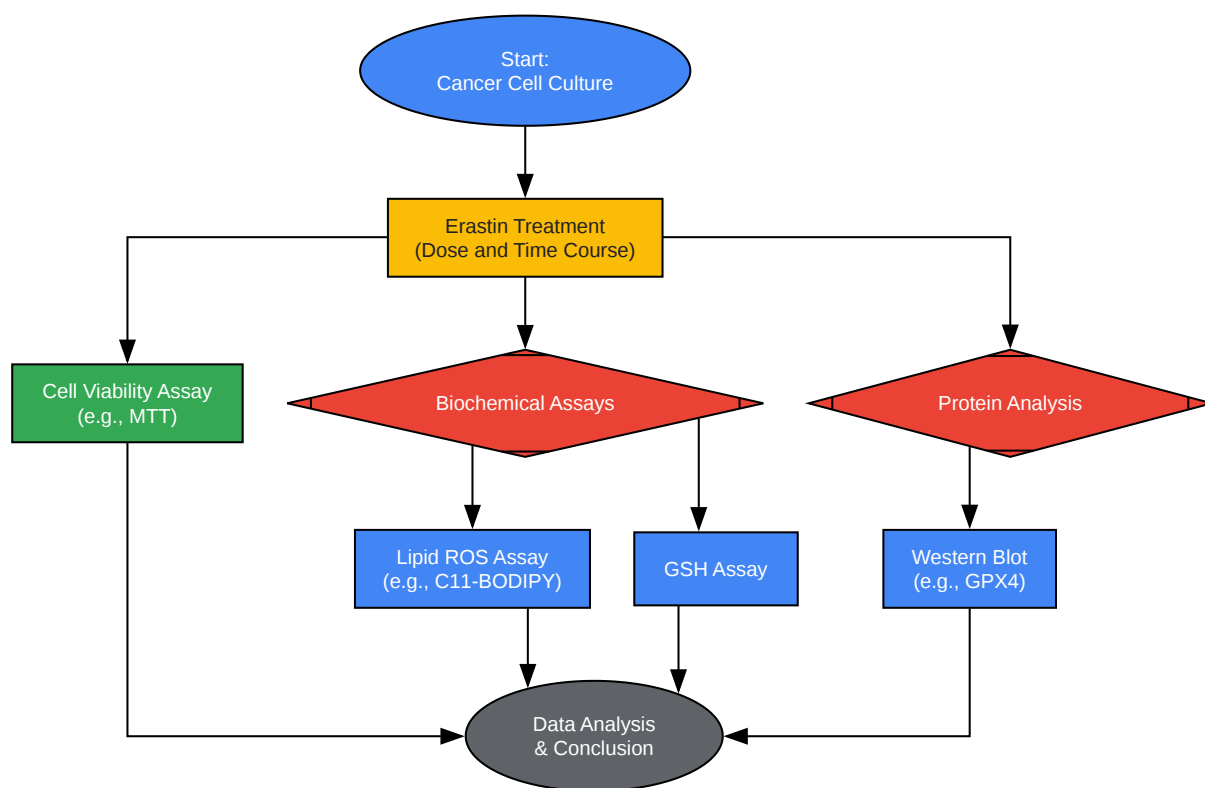 Start:
Cancer Cell Culture
Erastin Treatment
(Dose and Time Course)
Cell Viability Assay
(e.g., MTT)
Biochemical Assays
Protein Analysis
Lipid ROS Assay
(e.g., C11-BODIPY)
GSH Assay
Western Blot
(e.g., GPX4)
Data Analysis
& Conclusion